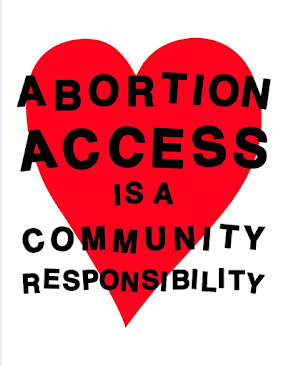 ABORTION
ACCESS
IS A
COMMUNITY
RESPONSIBILITY